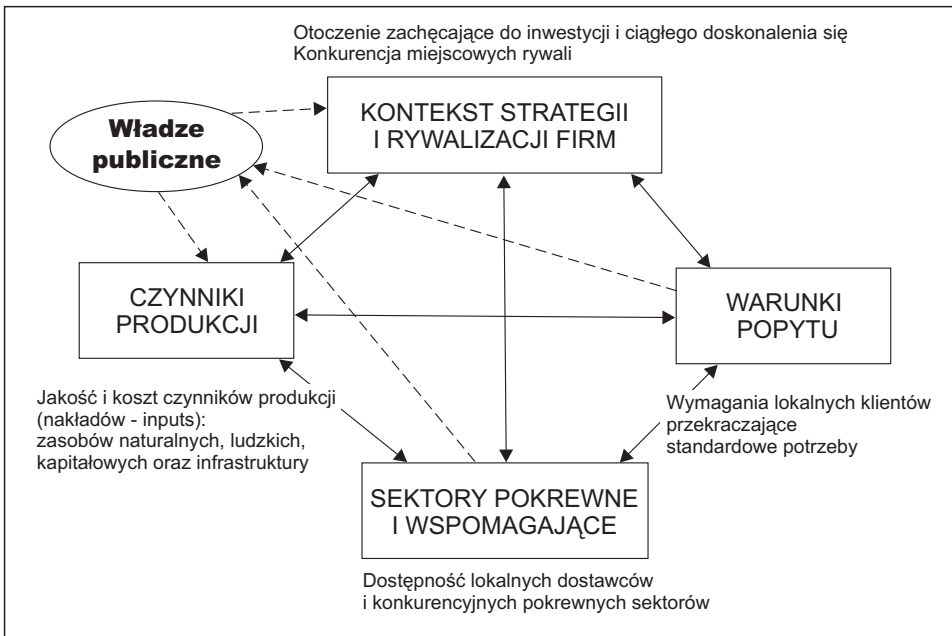 Otoczenie zachęcające do inwestycji i ciągłego doskonalenia się
Konkurencja miejscowych rywali
KONTEKST STRATEGII
I RYWALIZACJI FIRM
Władze
publiczne
CZYNNIKI
PRODUKCJI
WARUNKI
POPYTU
Jakość i koszt czynników produkcji
(nakładów - inputs):
zasobów naturalnych, ludzkich,
kapitałowych oraz infrastruktury
Wymagania lokalnych klientów
przekraczające
standardowe potrzeby
SEKTORY POKREWNE
I WSPOMAGAJĄCE
Dostępność lokalnych dostawców
i konkurencyjnych pokrewnych sektorów